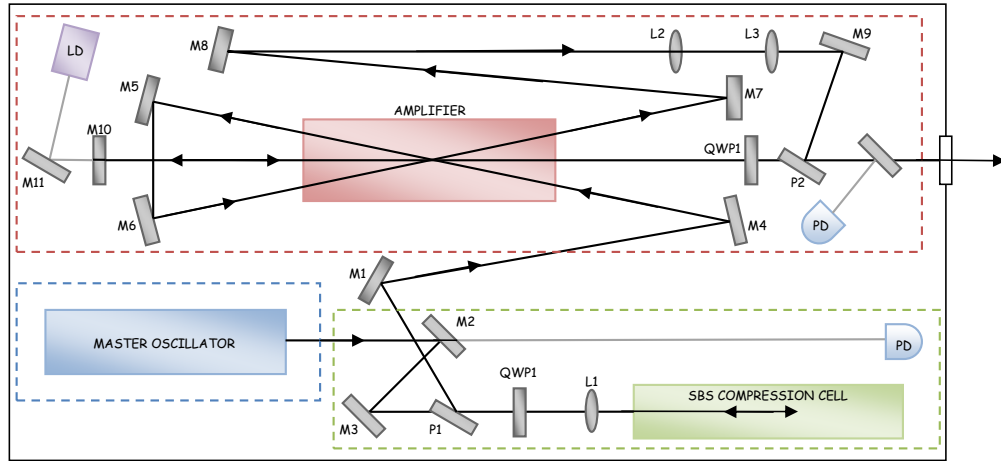 LD
M8
L2
L3
M9
M5
M7
AMPLIFIER
M10
QWP1
M11
P2
M6
M4
PD
M1
M2
MASTER OSCILLATOR
PD
QWP1
L1
SBS COMPRESSION CELL
M3
P1